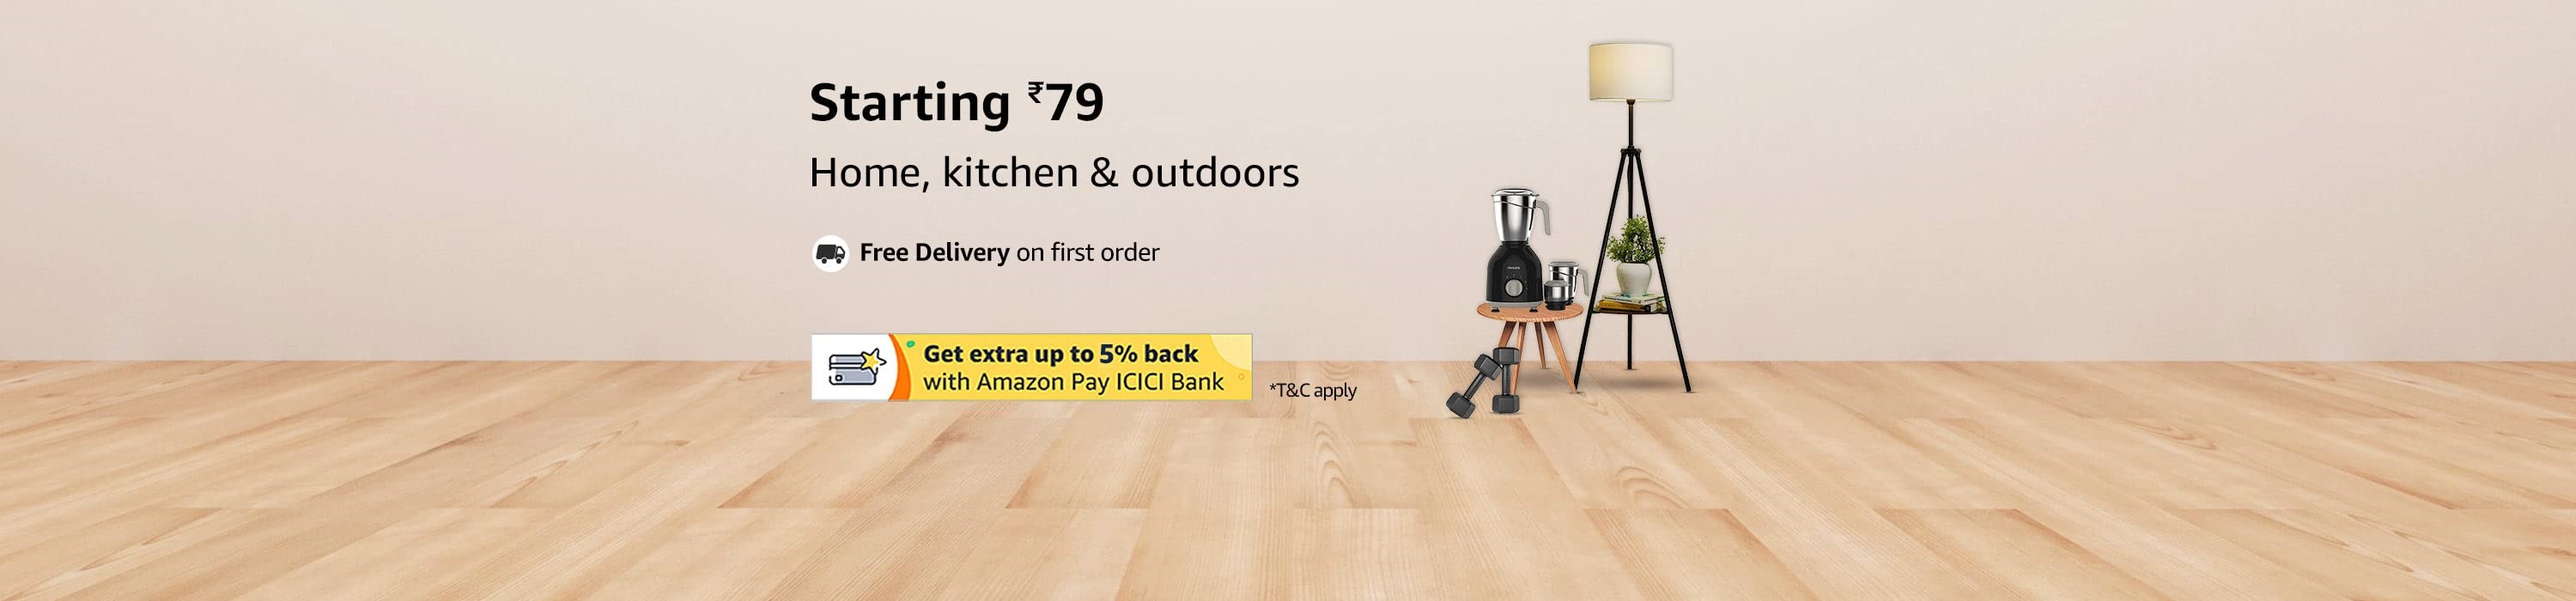 Starting ₹79
Home, kitchen & outdoors
Free Delivery on first order
Get extra up to 5% back
with Amazon Pay ICICI Bank
*T&C apply
PHILIPS